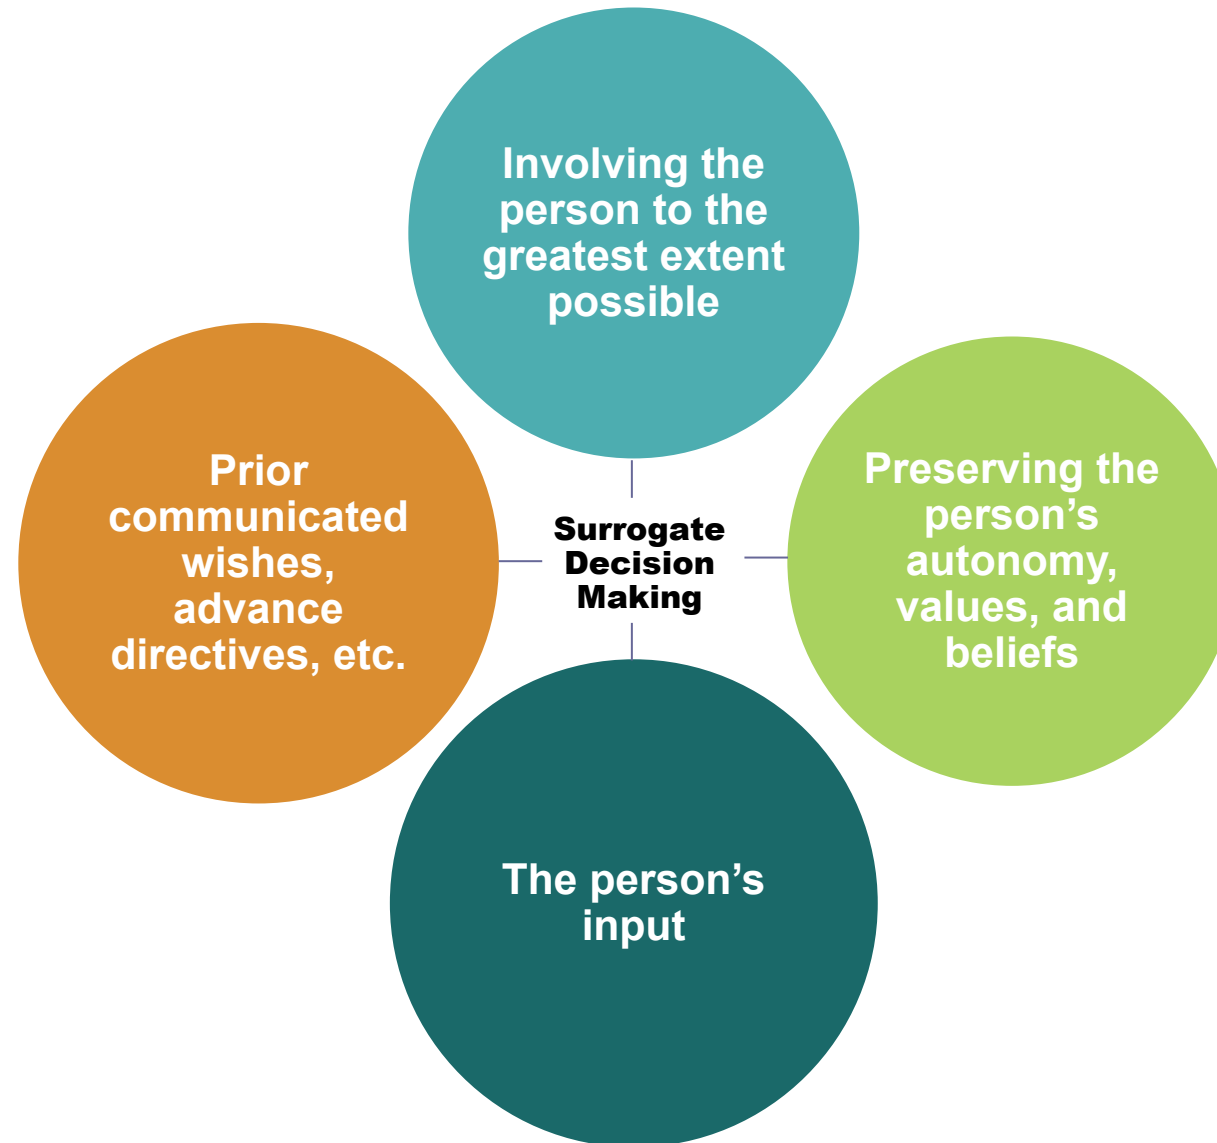 Involving the
person to the
greatest extent
possible
Prior
communicated
wishes,
advance
directives, etc.
Surrogate
Decision
Making
Preserving the
person’s
autonomy,
values, and
beliefs
The person’s
input